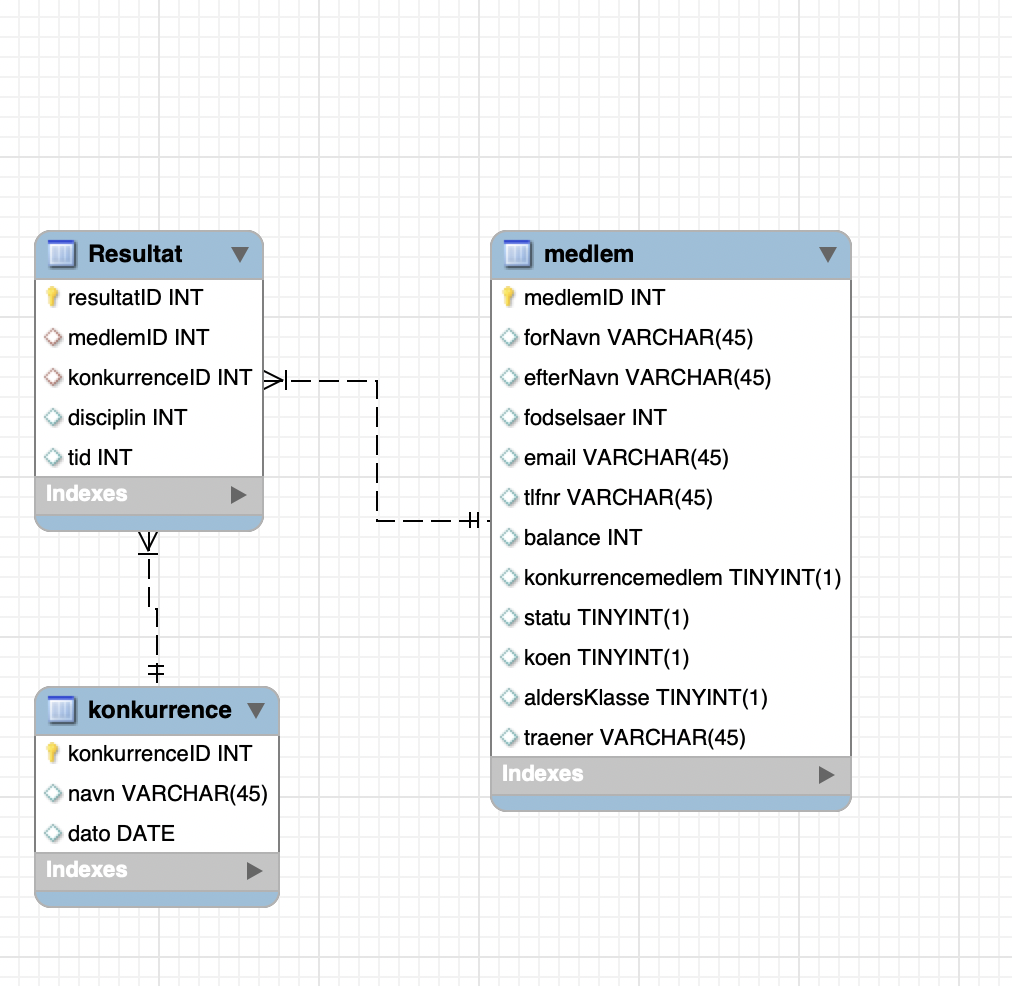 Resultat
resultatID INT
medlemID INT
konkurrenceID INT
disciplin INT
tid INT
Indexes
medlem
medlemID INT
forNavn VARCHAR(45)
efterNavn VARCHAR(45)
fodselsaer INT
email VARCHAR(45)
tlfnr VARCHAR(45)
balance INT
konkurrencemedlem TINYINT(1)
statu TINYINT(1)
koen TINYINT(1)
aldersKlasse TINYINT(1)
traener VARCHAR(45)
Indexes
konkurrence
konkurrenceID INT
navn VARCHAR(45)
dato DATE
Indexes